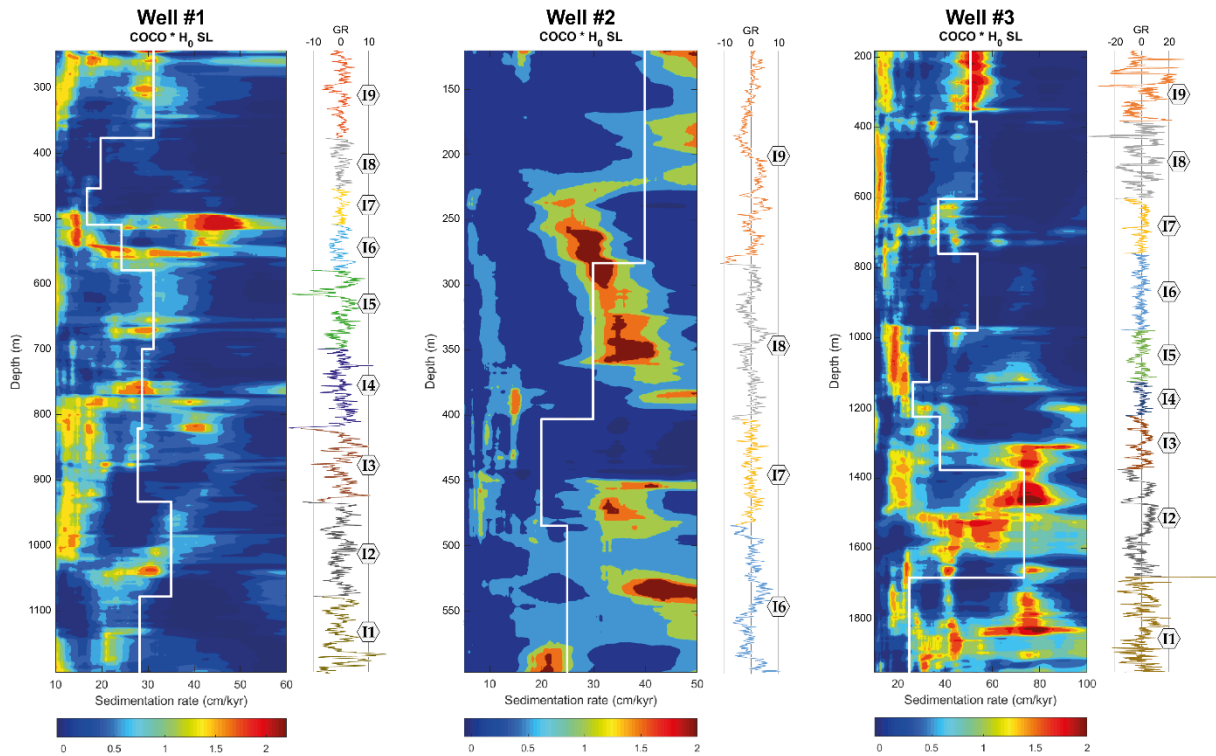 Well #1
COCO * H0 SL
GR
-10 0 10
300
400
500
600
700
800
900
1000
1100
Depth (m)
I9
I8
I7
I6
I5
I4
I3
I2
I1
10 20 30 40 50 60
Sedimentation rate (cm/kyr)
0 0.5 1 1.5 2
Well #2
COCO * H0 SL
GR
-10 0 10
150
200
250
300
350
400
450
500
550
Depth (m)
I9
I8
I7
I6
10 20 30 40 50
Sedimentation rate (cm/kyr)
0 0.5 1 1.5 2
Well #3
COCO * H0 SL
GR
-20 0 20
200
400
600
800
1000
1200
1400
1600
1800
Depth (m)
I9
I8
I7
I6
I5
I4
I3
I2
I1
20 40 60 80 100
Sedimentation rate (cm/kyr)
0 0.5 1 1.5 2